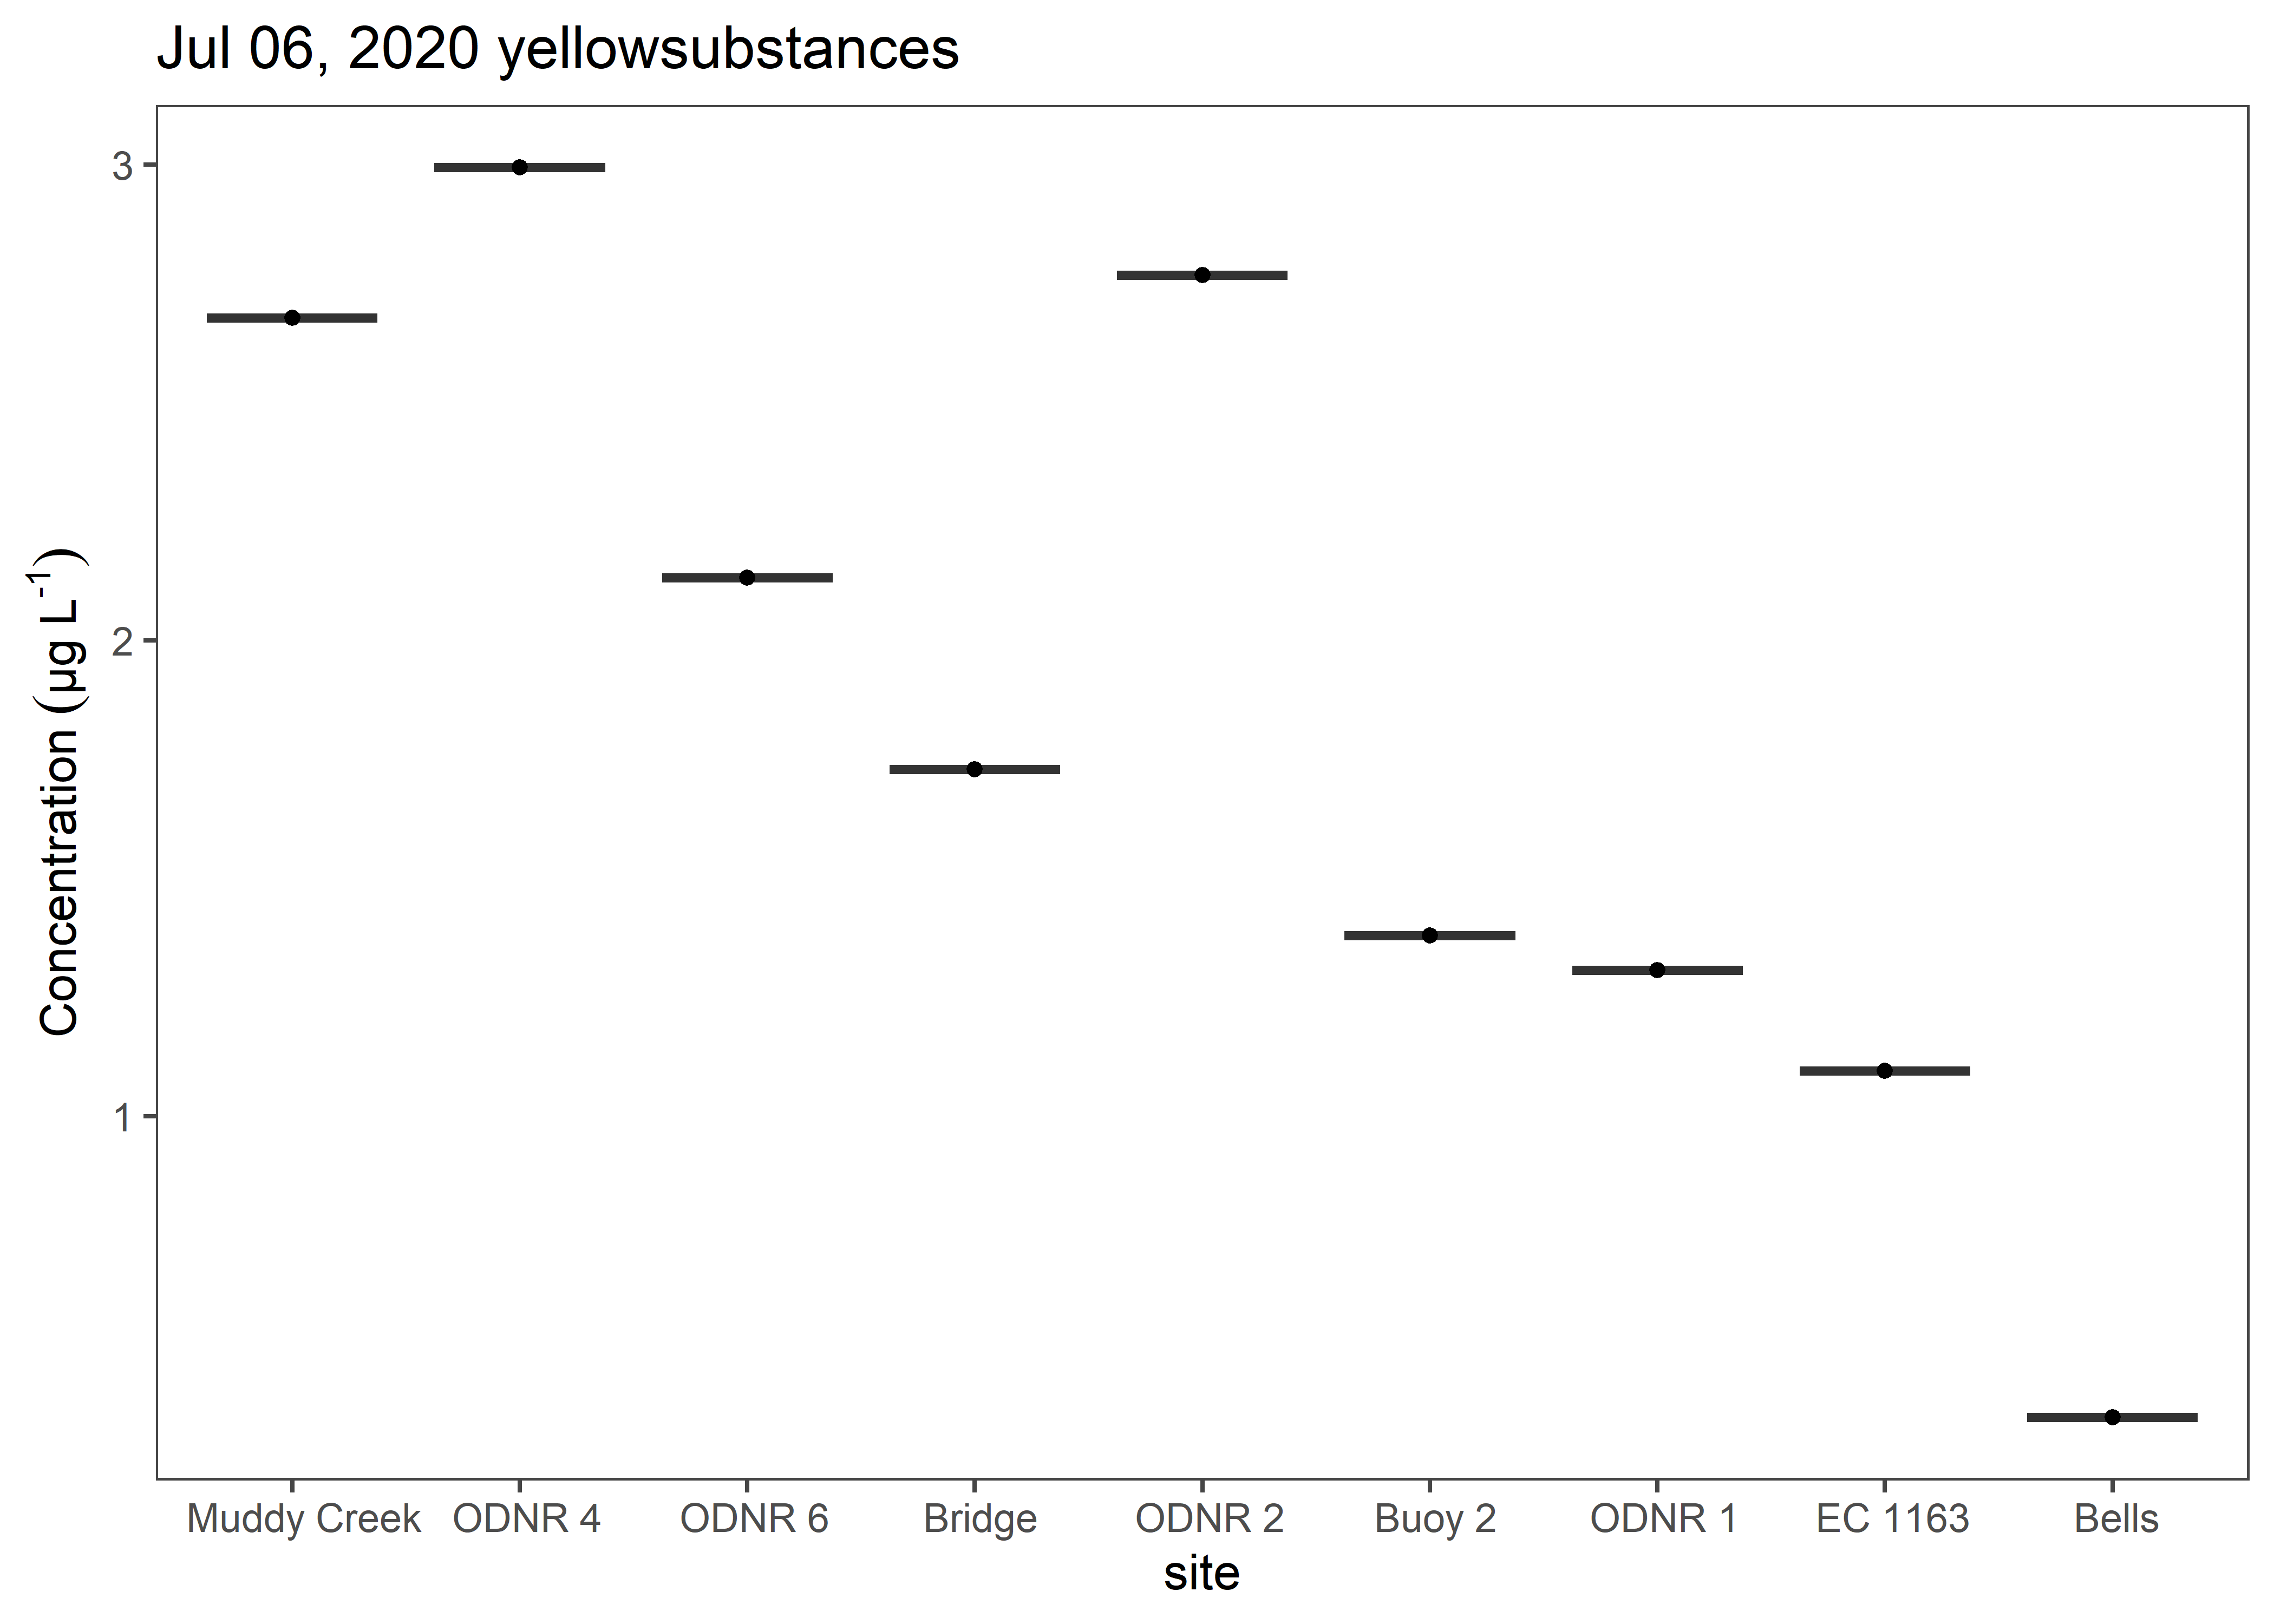 Jul 06, 2020 yellowsubstances
3
2
1
Concentration (µg L⁻¹)
Muddy Creek ODNR 4 ODNR 6 Bridge ODNR 2 Buoy 2 ODNR 1 EC 1163 Bells
site